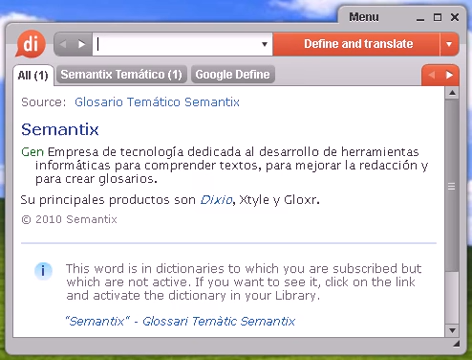 Menu
di
Define and translate
All (1)
Semantix Temático (1)
Google Define
Source: Glosario Temático Semantix
Semantix
Gen Empresa de tecnología dedicada al desarrollo de herramientas
informáticas para comprender textos, para mejorar la redacción y
para crear glosarios.
Su principales productos son Dixio, Xtyle y Gloxr.
© 2010 Semantix
i
This word is in dictionaries to which you are subscribed but
which are not active. If you want to see it, click on the link
and activate the dictionary in your Library.
"Semantix" - Glossari Temàtic Semantix